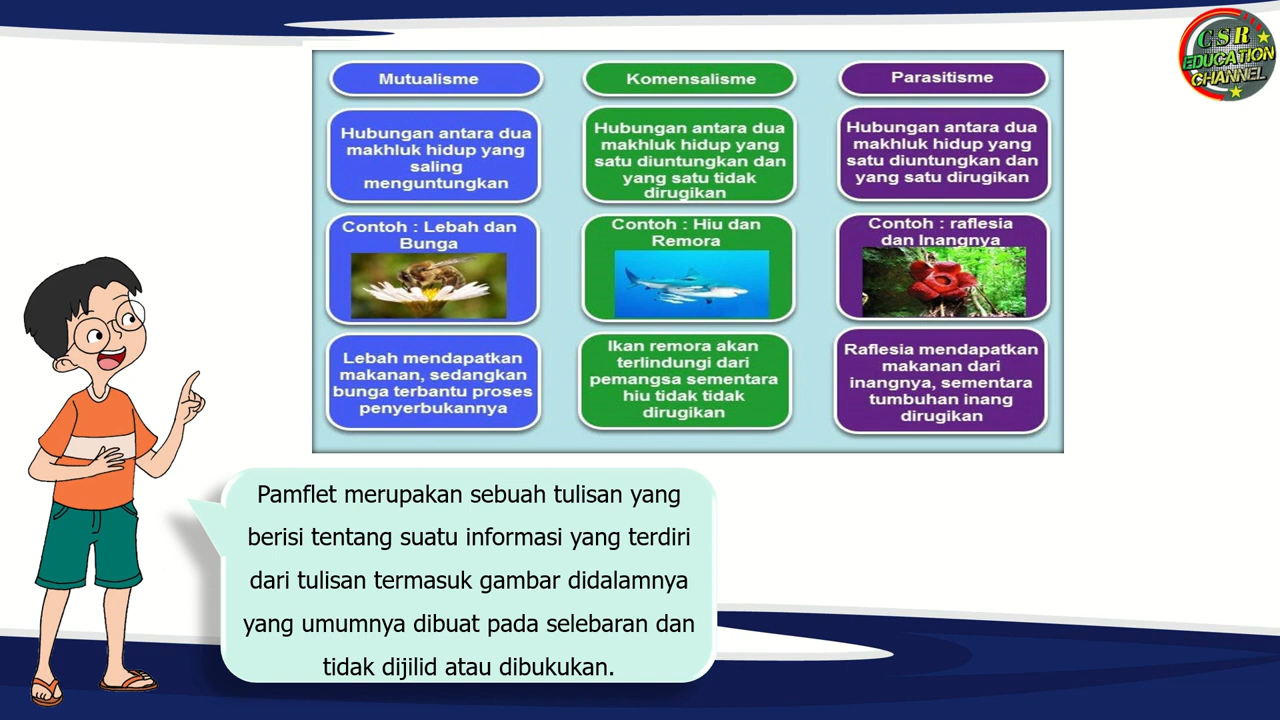 CSR
EDUCATION
CHANNEL
Mutualisme
Hubungan antara dua
makhluk hidup yang
saling
menguntungkan
Contoh : Lebah dan
Bunga
Lebah mendapatkan
makanan, sedangkan
bunga terbantu proses
penyerbukannya
Komensalisme
Hubungan antara dua
makhluk hidup yang
satu diuntungkan dan
yang satu tidak
dirugikan
Contoh : Hiu dan
Remora
Ikan remora akan
terlindungi dari
pemangsa sementara
hiu tidak tidak
dirugikan
Parasitisme
Hubungan antara dua
makhluk hidup yang
satu diuntungkan dan
yang satu dirugikan
Contoh : raflesia
dan Inangnya
Raflesia mendapatkan
makanan dari
inangnya, sementara
tumbuhan inang
dirugikan
Pamflet merupakan sebuah tulisan yang
berisi tentang suatu informasi yang terdiri
dari tulisan termasuk gambar didalamnya
yang umumnya dibuat pada selebaran dan
tidak dijilid atau dibukukan.